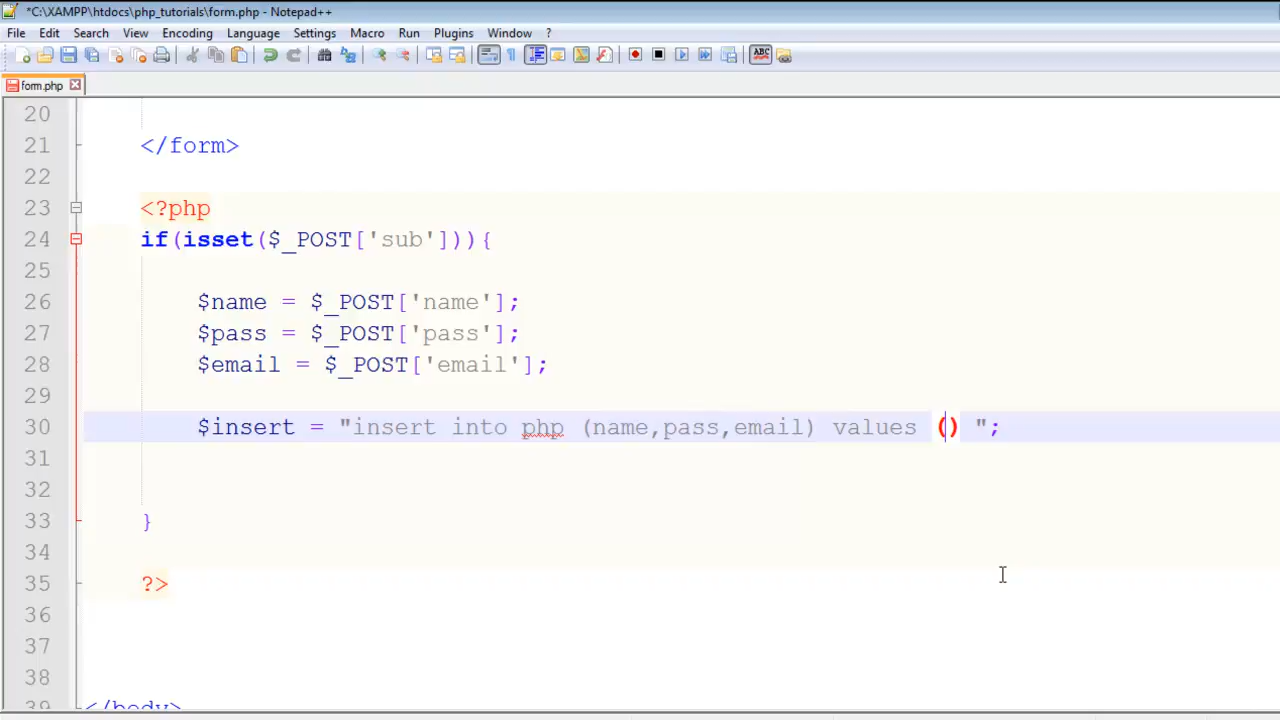 *C:\XAMPP\htdocs\php_tutorials\form.php - Notepad++
File Edit Search View Encoding Language Settings Macro Run Plugins Window ?
ABC
form.php
20
21 </form>
22
23 <?php
24 if(isset($_POST['sub'])){
25
26 $name = $_POST['name'];
27 $pass = $_POST['pass'];
28 $email = $_POST['email'];
29
30 $insert = "insert into php (name,pass,email) values () ";
31
32
33 }
34
35 ?>
36
37
38
39 </body>